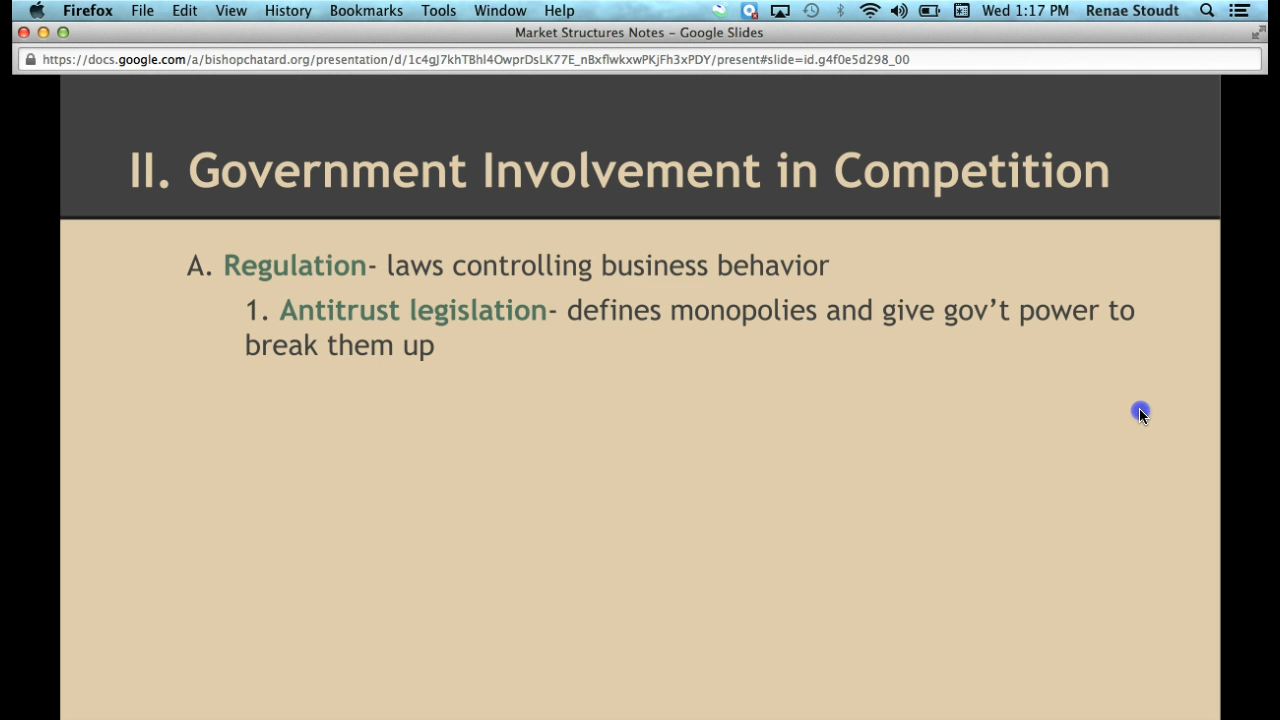 Firefox File Edit View History Bookmarks Tools Window Help Wed 1:17 PM Renae Stoudt
Market Structures Notes – Google Slides
https://docs.google.com/a/bishopchatard.org/presentation/d/1c4gJ7khTBhl4OwprDsLK77E_nBxflwkxwPKjFh3xPDY/present#slide=id.g4f0e5d298_00
II. Government Involvement in Competition
A. Regulation- laws controlling business behavior
1. Antitrust legislation- defines monopolies and give gov’t power to
break them up